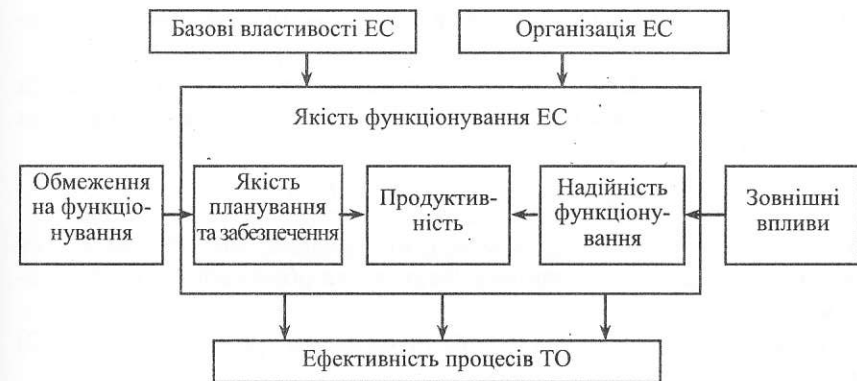 Базові властивості ЕС
Організація ЕС
Якість функціонування ЕС
Обмеження
на функціо-
нування
Якість
планування
та забезпечення
Продуктив-
ність
Надійність
функціону-
вання
Зовнішні
впливи
Ефективність процесів ТО